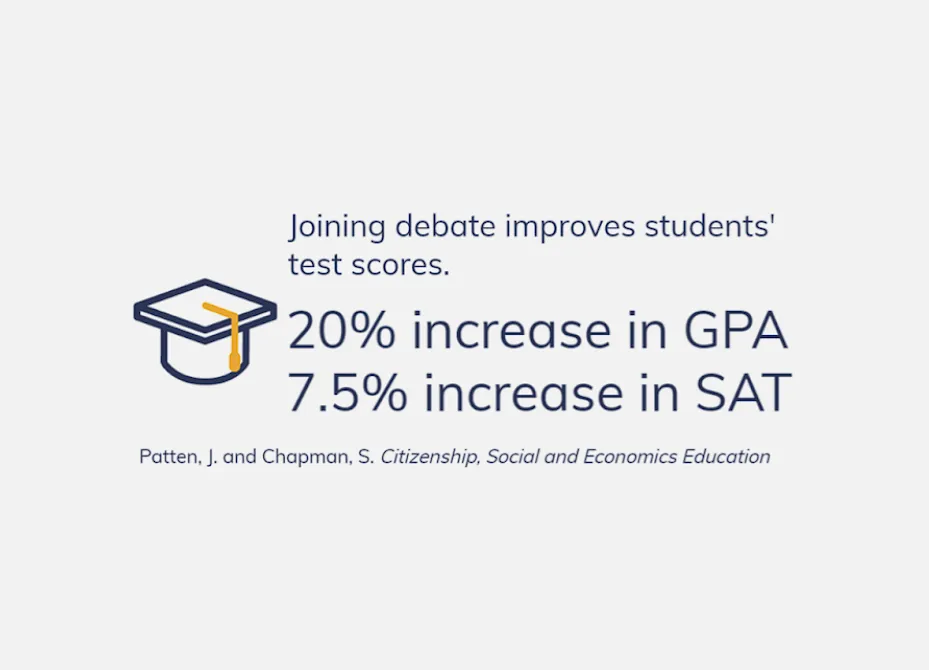 Joining debate improves students'
test scores.
20% increase in GPA
7.5% increase in SAT
Patten, J. and Chapman, S. Citizenship, Social and Economics Education